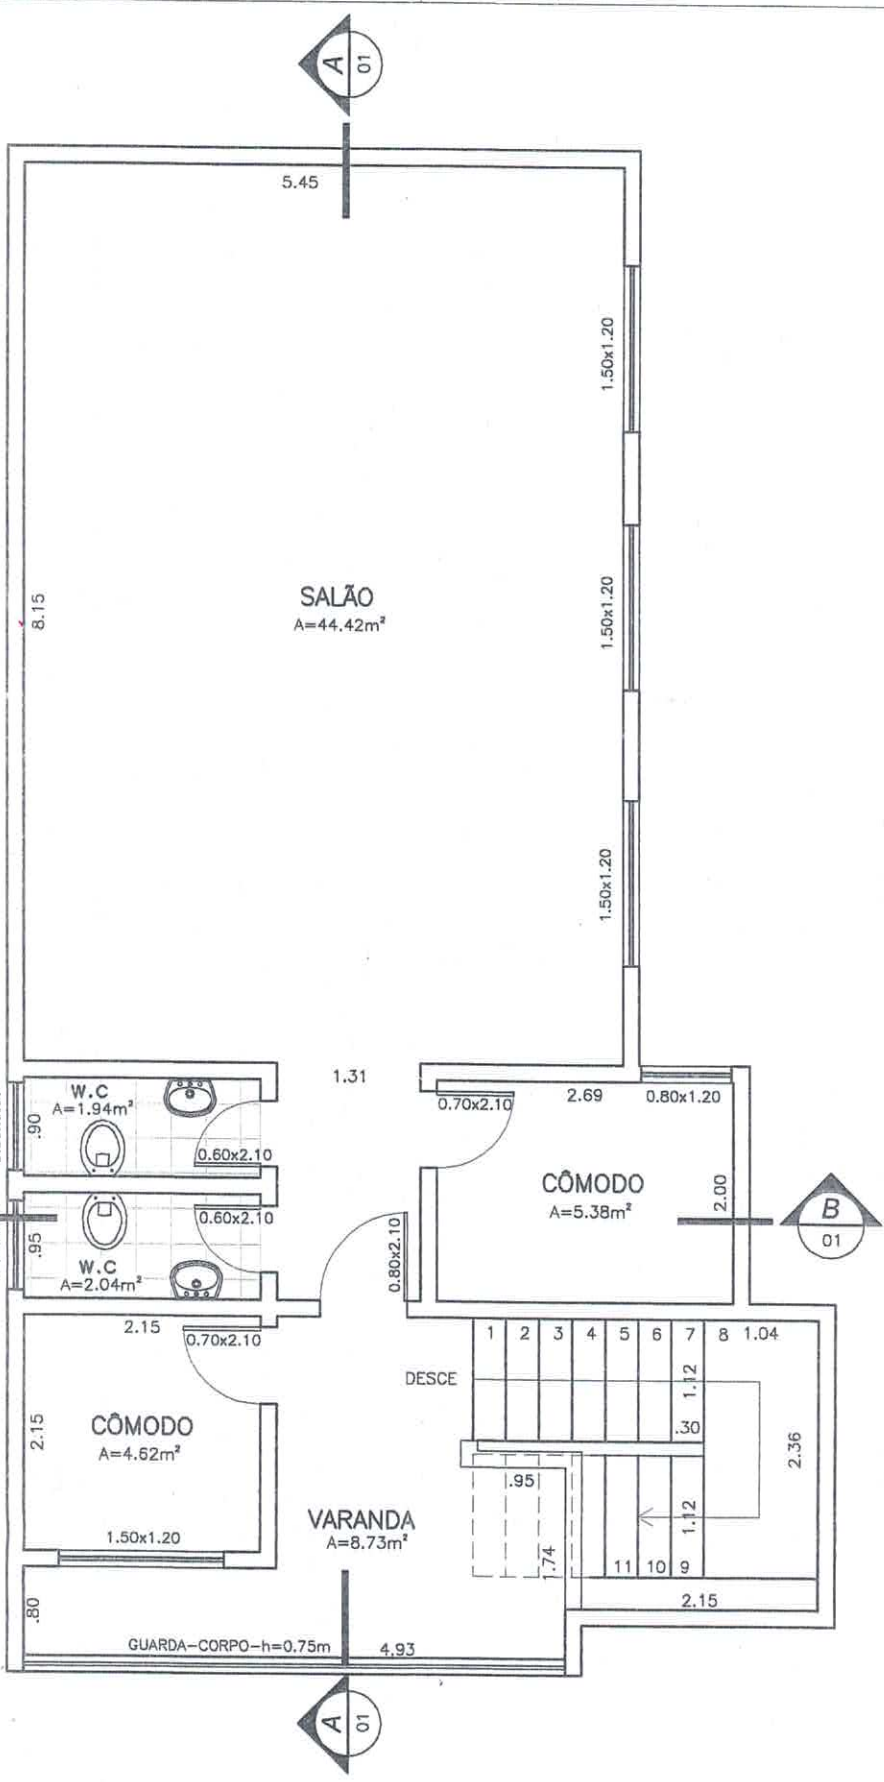 A
01
5.45
1.50x1.20
8.15
SALÃO
A=44.42m²
1.50x1.20
1.50x1.20
1.31
W.C
A=1.94m²
.90
0.60x2.10
0.70x2.10
2.69
0.80x1.20
CÔMODO
A=5.38m²
2.00
B
01
0.60x2.10
.95
W.C
A=2.04m²
0.80x2.10
2.15
0.70x2.10
1 2 3 4 5 6 7 8 1.04
DESCE
1.12
.30
2.15
CÔMODO
A=4.62m²
2.36
.95
VARANDA
A=8.73m²
1.12
1.50x1.20
1.74
11 10 9
2.15
.80
GUARDA-CORPO-h=0.75m
4.93
A
01